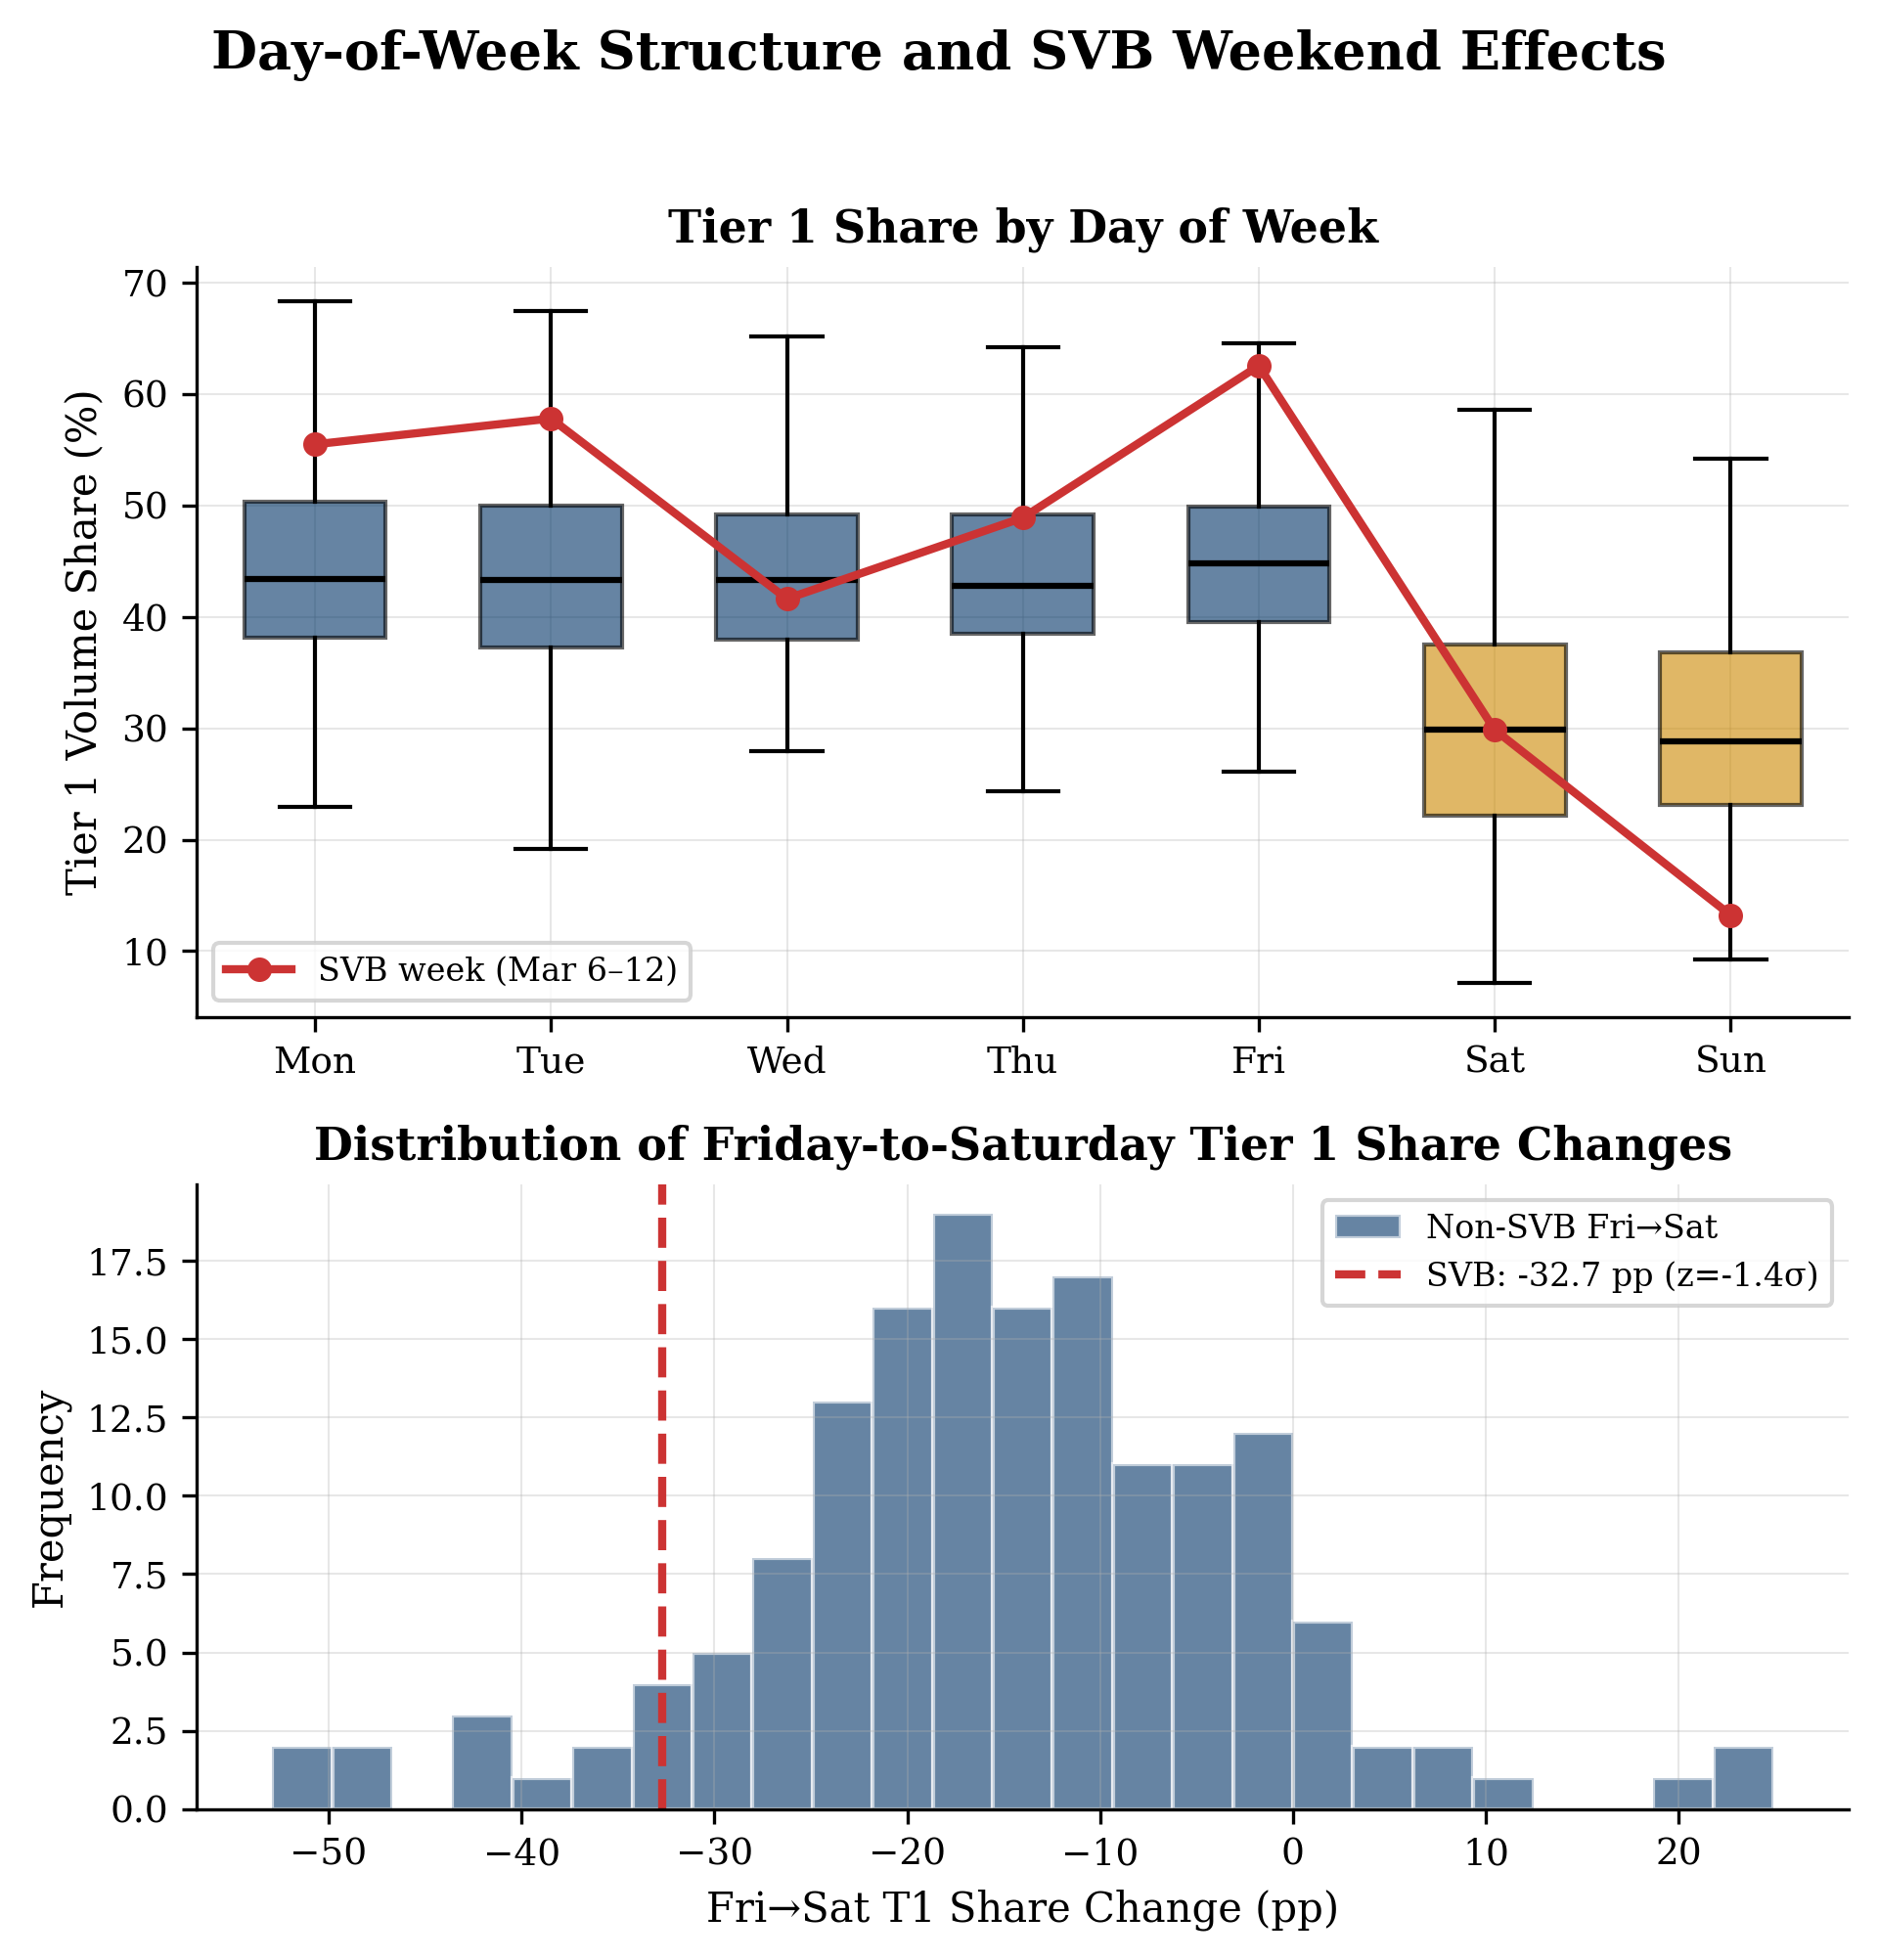 Day-of-Week Structure and SVB Weekend Effects
Tier 1 Share by Day of Week
Tier 1 Volume Share (%)
70
60
50
40
30
20
10
SVB week (Mar 6–12)
Mon Tue Wed Thu Fri Sat Sun
Distribution of Friday-to-Saturday Tier 1 Share Changes
Frequency
17.5
15.0
12.5
10.0
7.5
5.0
2.5
0.0
Non-SVB Fri→Sat
SVB: -32.7 pp (z=-1.4σ)
−50 −40 −30 −20 −10 0 10 20
Fri→Sat T1 Share Change (pp)